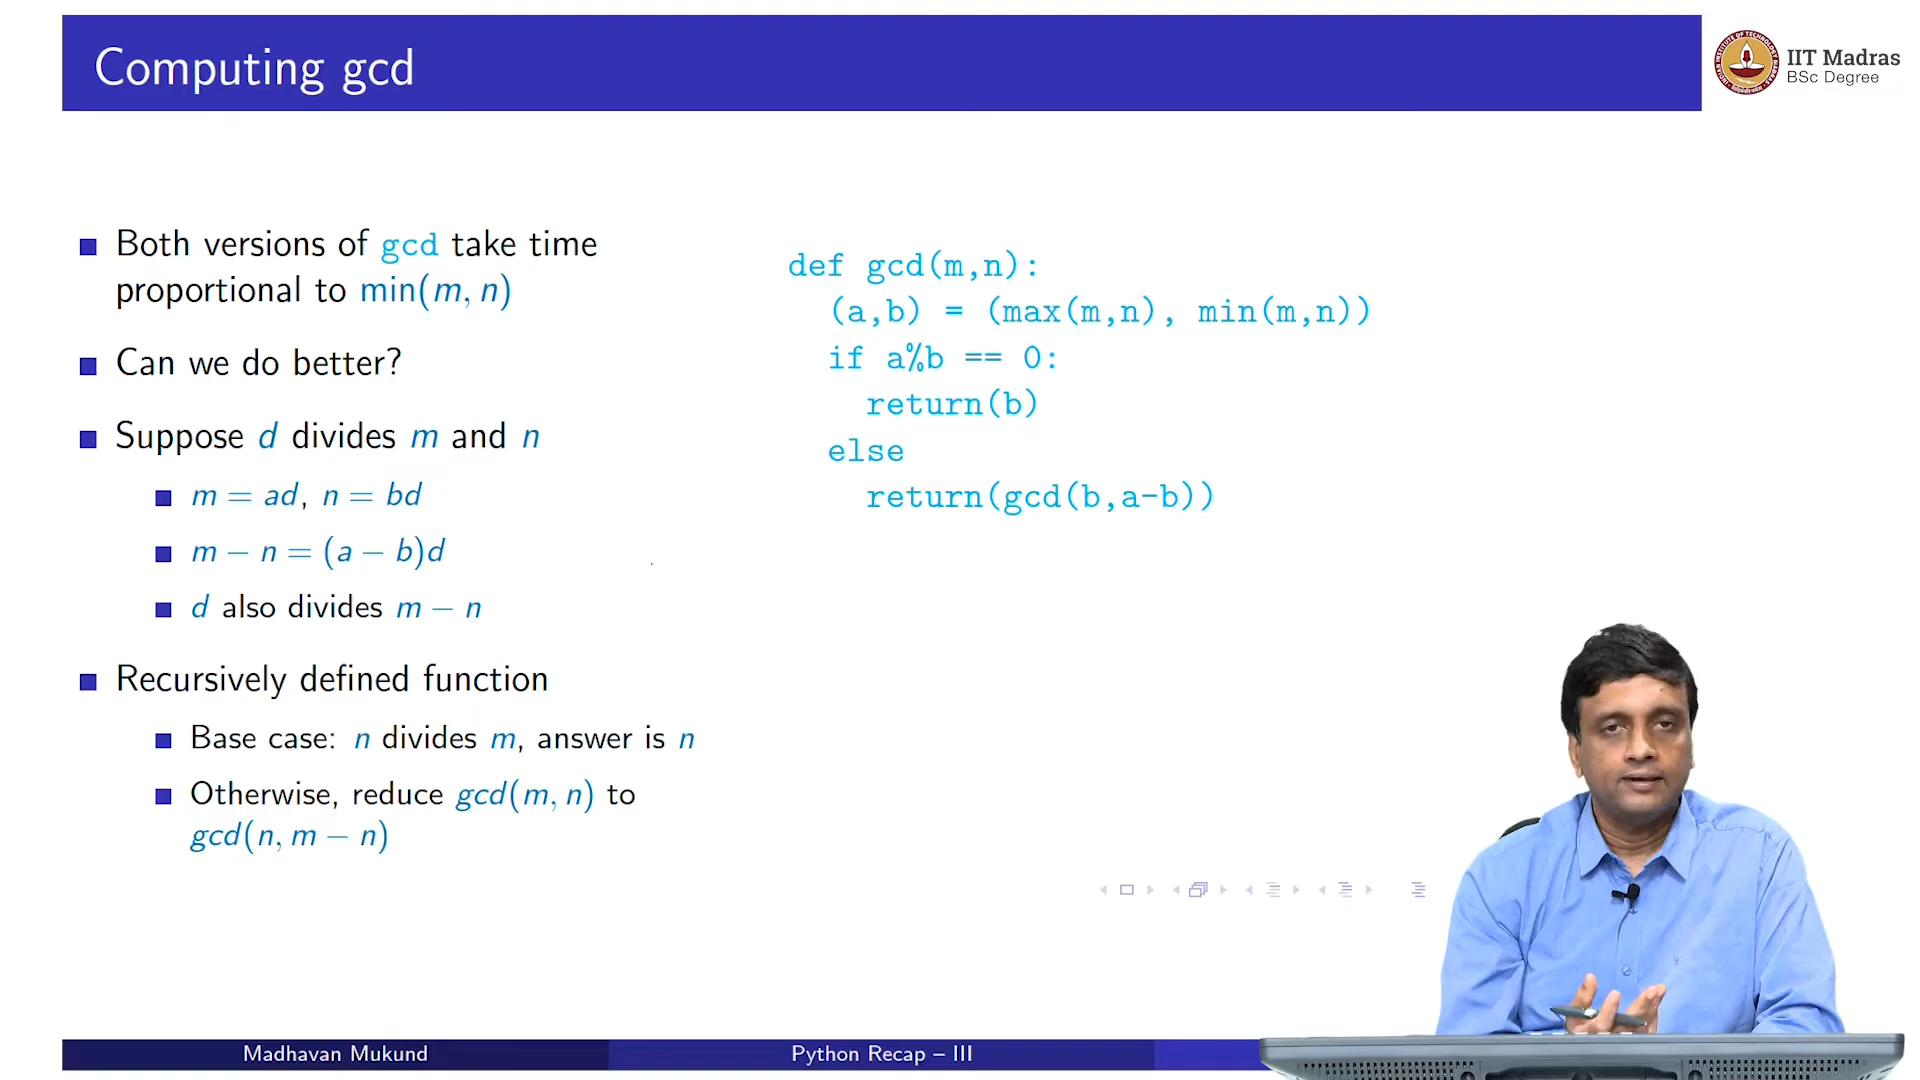 Computing gcd
IIT Madras
BSc Degree
Both versions of gcd take time
proportional to min(m, n)
Can we do better?
Suppose d divides m and n
m = ad, n = bd
m − n = (a − b)d
d also divides m − n
Recursively defined function
Base case: n divides m, answer is n
Otherwise, reduce gcd(m, n) to
gcd(n, m − n)
def gcd(m,n):
(a,b) = (max(m,n), min(m,n))
if a%b == 0:
return(b)
else
return(gcd(b,a-b))
Madhavan Mukund
Python Recap – III